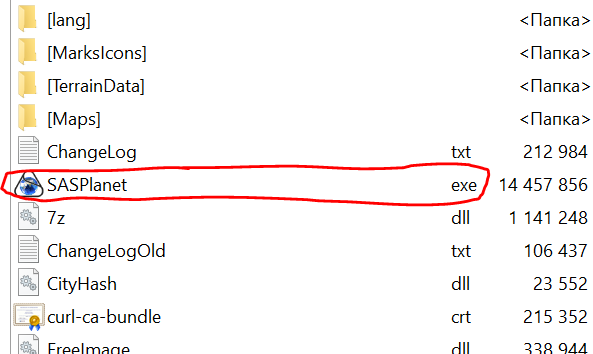 [lang] <Папка>
[MarksIcons] <Папка>
[TerrainData] <Папка>
[Maps] <Папка>
ChangeLog txt 212 984
SASPlanet exe 14 457 856
7z dll 1 141 248
ChangeLogOld txt 106 437
CityHash dll 23 552
curl-ca-bundle crt 215 352
FreeImage dll 338 944